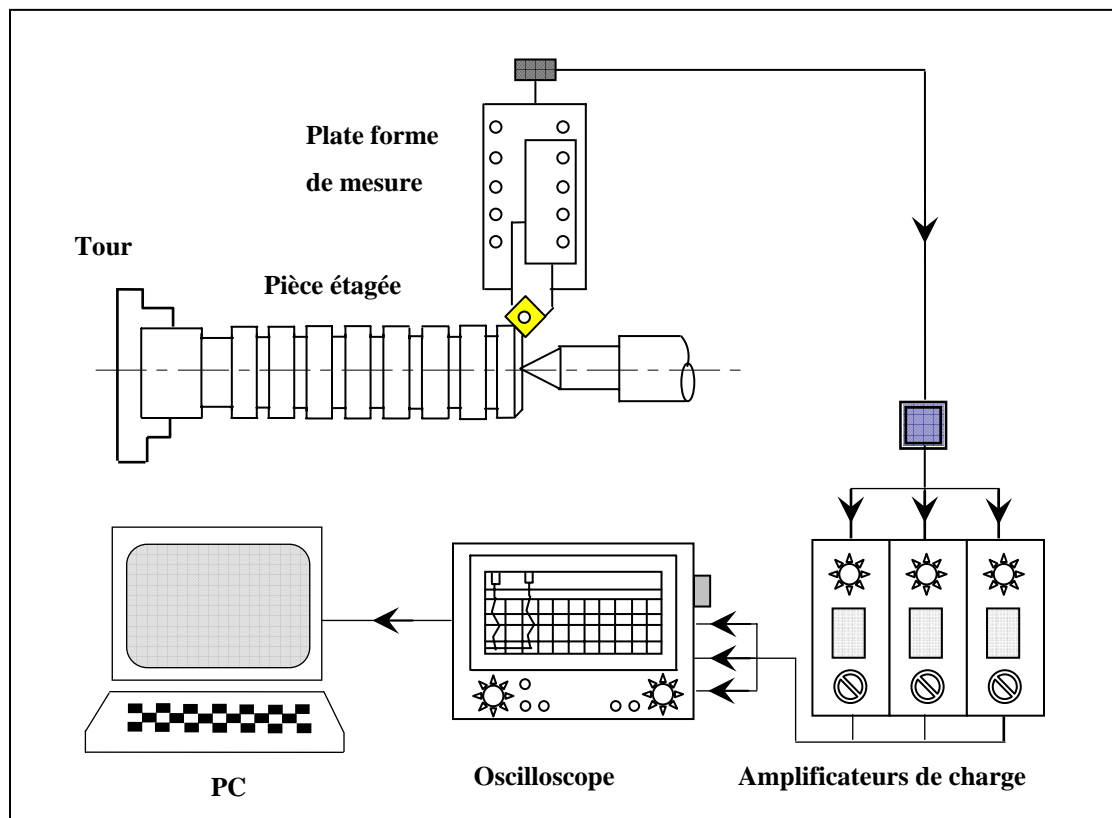 Plate forme
de mesure
Tour
Pièce étagée
PC
Oscilloscope
Amplificateurs de charge